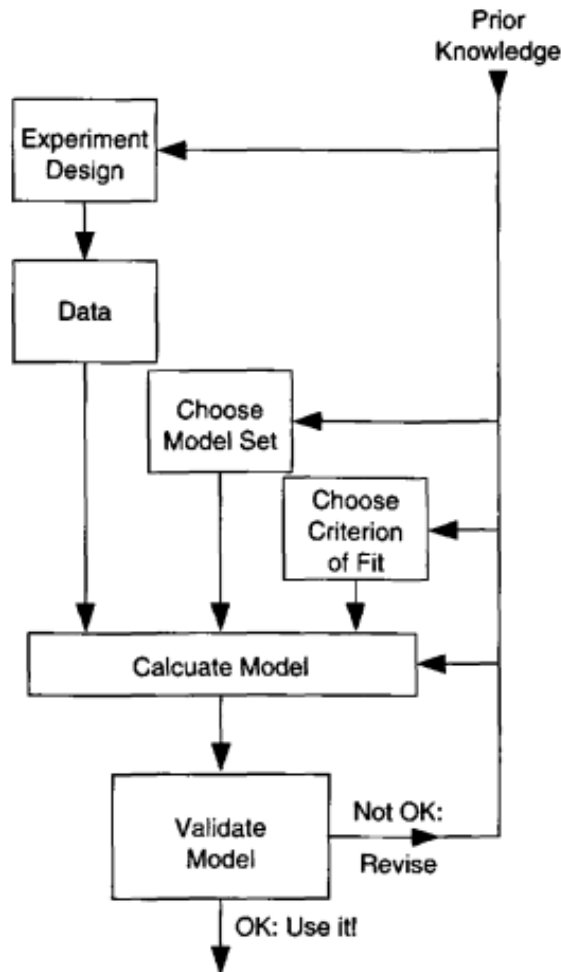 Prior
Knowledge
Experiment
Design
Data
Choose
Model Set
Choose
Criterion
of Fit
Calcuate Model
Validate
Model
Not OK:
Revise
OK: Use it!